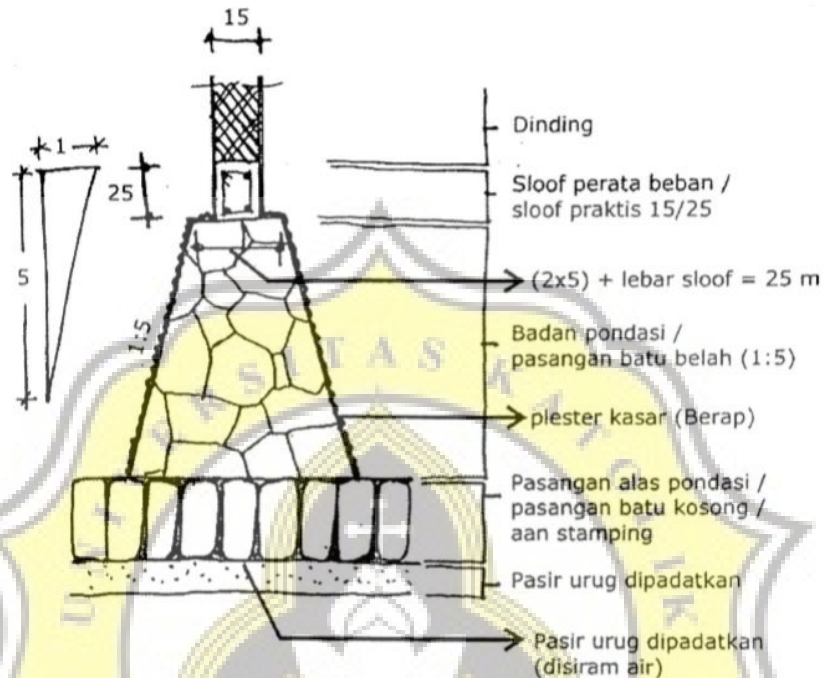 15
1
25
5
1:5
Dinding
Sloof perata beban /
sloof praktis 15/25
(2x5) + lebar sloof = 25 m
Badan pondasi /
pasangan batu belah (1:5)
plester kasar (Berap)
Pasangan alas pondasi /
pasangan batu kosong /
aan stamping
Pasir urug dipadatkan
Pasir urug dipadatkan
(disiram air)
KATOLIK